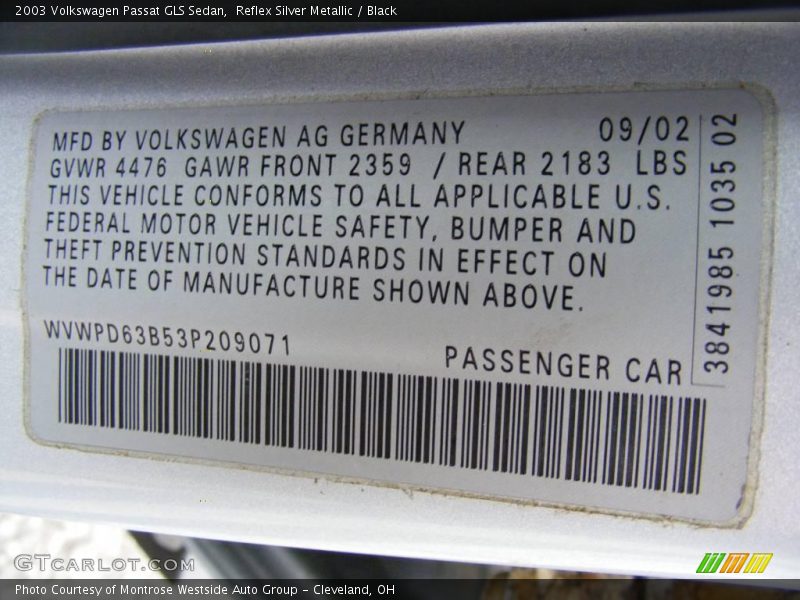 2003 Volkswagen Passat GLS Sedan,  Reflex Silver Metallic / Black
MFD BY VOLKSWAGEN AG GERMANY 09/02
GVWR 4476 GAWR FRONT 2359 / REAR 2183 LBS
THIS VEHICLE CONFORMS TO ALL APPLICABLE U.S.
FEDERAL MOTOR VEHICLE SAFETY, BUMPER AND
THEFT PREVENTION STANDARDS IN EFFECT ON
THE DATE OF MANUFACTURE SHOWN ABOVE.
WVWPD63B53P209071
PASSENGER CAR
3841985 1035 02
GTCarLot.com
Photo Courtesy of Montrose Westside Auto Group - Cleveland, OH